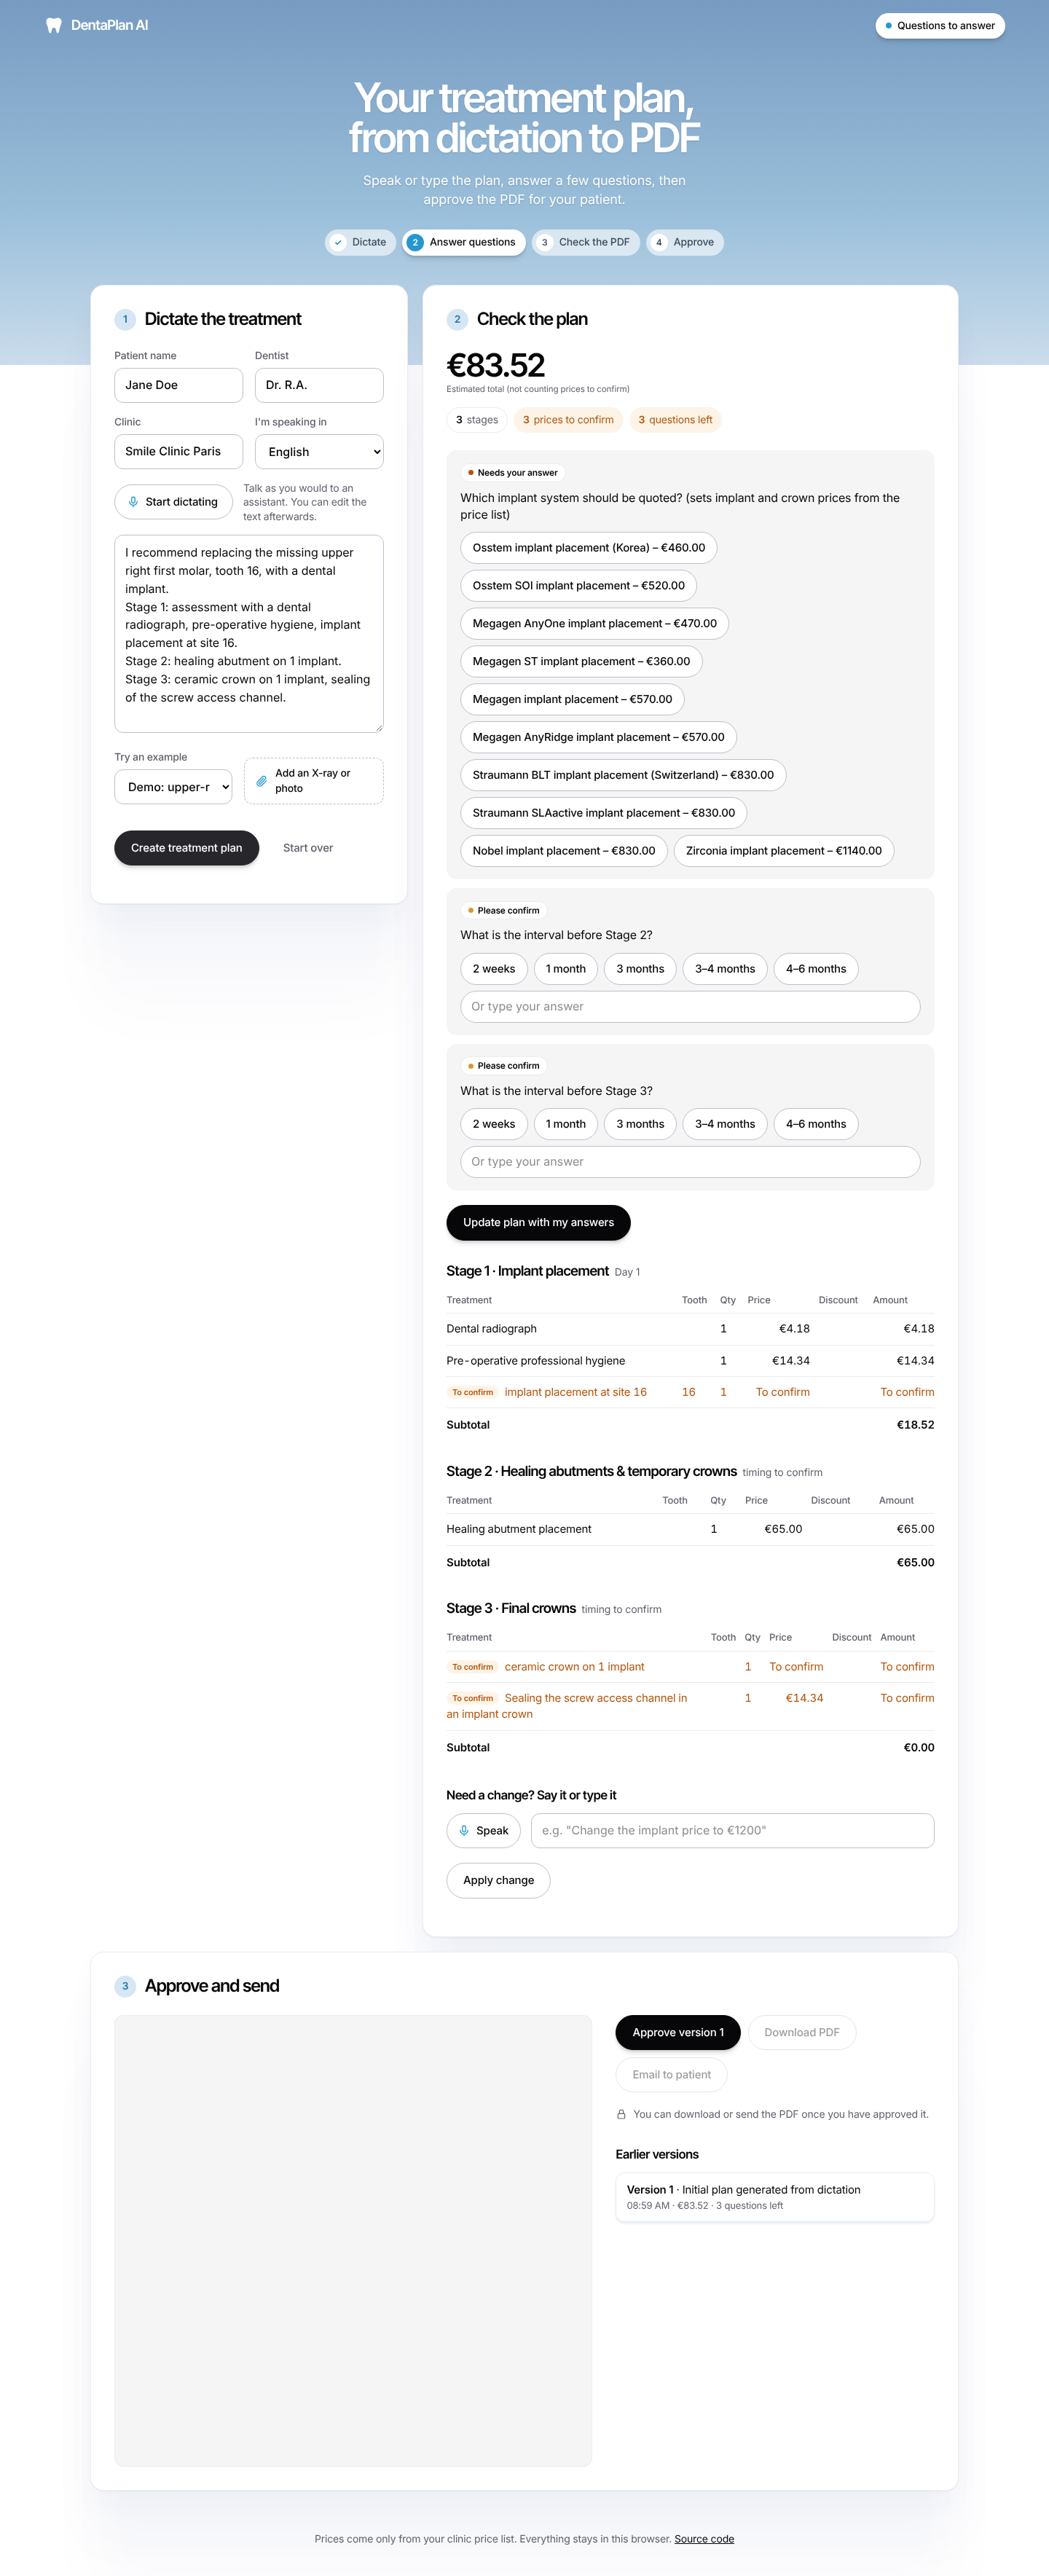 DentaPlan AI
Questions to answer
Your treatment plan,
from dictation to PDF
Speak or type the plan, answer a few questions, then
approve the PDF for your patient.
Dictate
2 Answer questions
3 Check the PDF
4 Approve
1 Dictate the treatment
Patient name
Dentist
Jane Doe
Dr. R.A.
Clinic
I'm speaking in
Smile Clinic Paris
English
Start dictating
Talk as you would to an
assistant. You can edit the
text afterwards.
I recommend replacing the missing upper
right first molar, tooth 16, with a dental
implant.
Stage 1: assessment with a dental
radiograph, pre-operative hygiene, implant
placement at site 16.
Stage 2: healing abutment on 1 implant.
Stage 3: ceramic crown on 1 implant, sealing
of the screw access channel.
Try an example
Demo: upper-r
Add an X-ray or
photo
Create treatment plan
Start over
2 Check the plan
€83.52
Estimated total (not counting prices to confirm)
3 stages
3 prices to confirm
3 questions left
Needs your answer
Which implant system should be quoted? (sets implant and crown prices from the
price list)
Osstem implant placement (Korea) – €460.00
Osstem SOI implant placement – €520.00
Megagen AnyOne implant placement – €470.00
Megagen ST implant placement – €360.00
Megagen implant placement – €570.00
Megagen AnyRidge implant placement – €570.00
Straumann BLT implant placement (Switzerland) – €830.00
Straumann SLAactive implant placement – €830.00
Nobel implant placement – €830.00
Zirconia implant placement – €1140.00
Please confirm
What is the interval before Stage 2?
2 weeks
1 month
3 months
3–4 months
4–6 months
Or type your answer
Please confirm
What is the interval before Stage 3?
2 weeks
1 month
3 months
3–4 months
4–6 months
Or type your answer
Update plan with my answers
Stage 1 · Implant placement Day 1
Treatment Tooth Qty Price Discount Amount
Dental radiograph 1 €4.18 €4.18
Pre-operative professional hygiene 1 €14.34 €14.34
To confirm implant placement at site 16 16 1 To confirm To confirm
Subtotal €18.52
Stage 2 · Healing abutments & temporary crowns timing to confirm
Treatment Tooth Qty Price Discount Amount
Healing abutment placement 1 €65.00 €65.00
Subtotal €65.00
Stage 3 · Final crowns timing to confirm
Treatment Tooth Qty Price Discount Amount
To confirm ceramic crown on 1 implant 1 To confirm To confirm
To confirm Sealing the screw access channel in 1 €14.34 To confirm
an implant crown
Subtotal €0.00
Need a change? Say it or type it
Speak
e.g. "Change the implant price to €1200"
Apply change
3 Approve and send
Approve version 1
Download PDF
Email to patient
You can download or send the PDF once you have approved it.
Earlier versions
Version 1 · Initial plan generated from dictation
08:59 AM · €83.52 · 3 questions left
Prices come only from your clinic price list. Everything stays in this browser. Source code